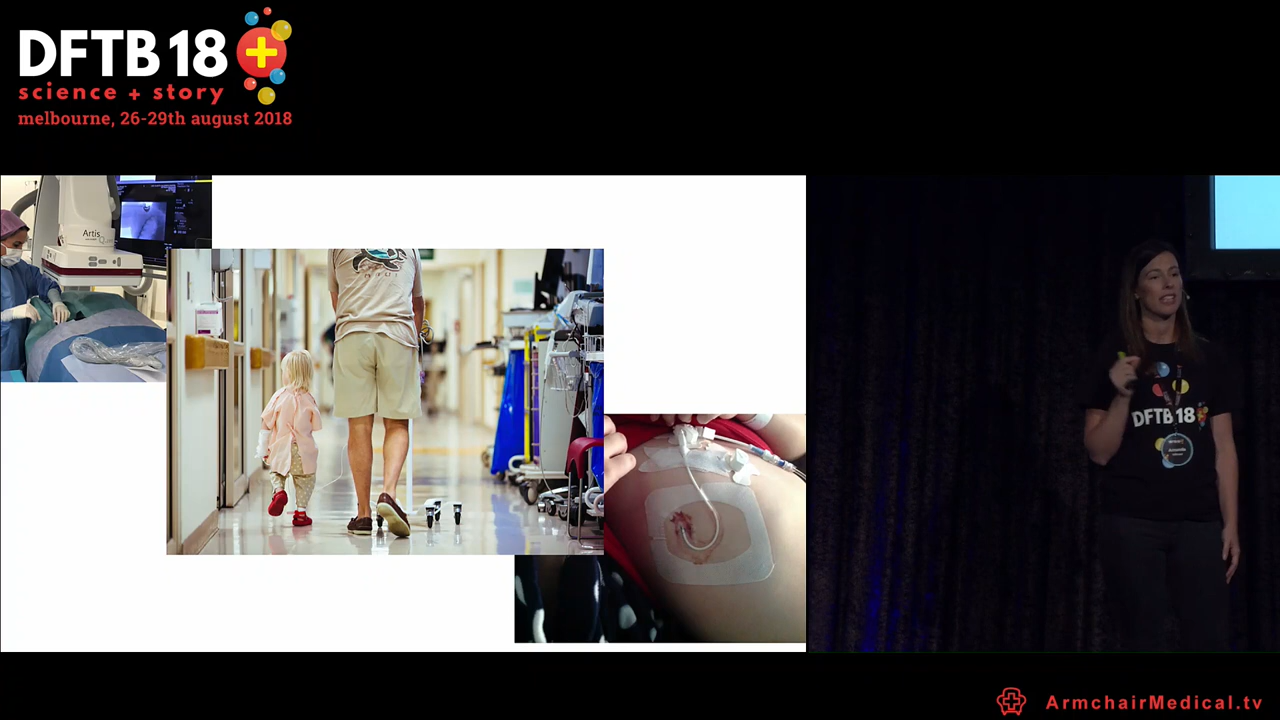 DFTB 18
science + story
melbourne, 26-29th august 2018
Artis
DFTB 18
ArmchairMedical.tv